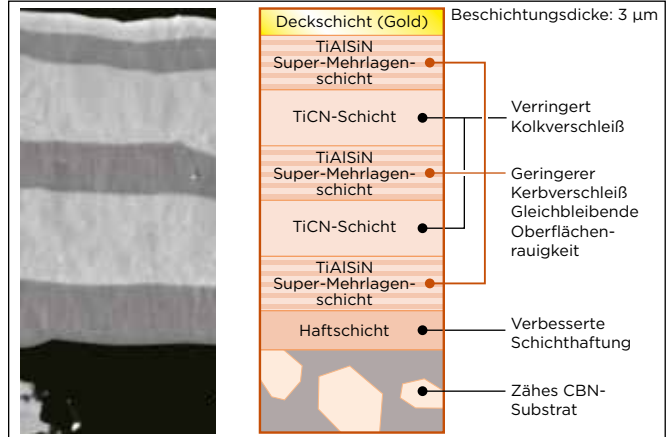 Deckschicht (Gold)
Beschichtungsdicke: 3 µm
TiAlSiN
Super-Mehrlagen-
schicht
TiCN-Schicht
Verringert
Kolkverschleiß
TiAlSiN
Super-Mehrlagen-
schicht
Geringerer
Kerbverschleiß
Gleichbleibende
Oberflächen-
rauigkeit
TiCN-Schicht
TiAlSiN
Super-Mehrlagen-
schicht
Haftschicht
Verbesserte
Schichthaftung
Zähes CBN-
Substrat